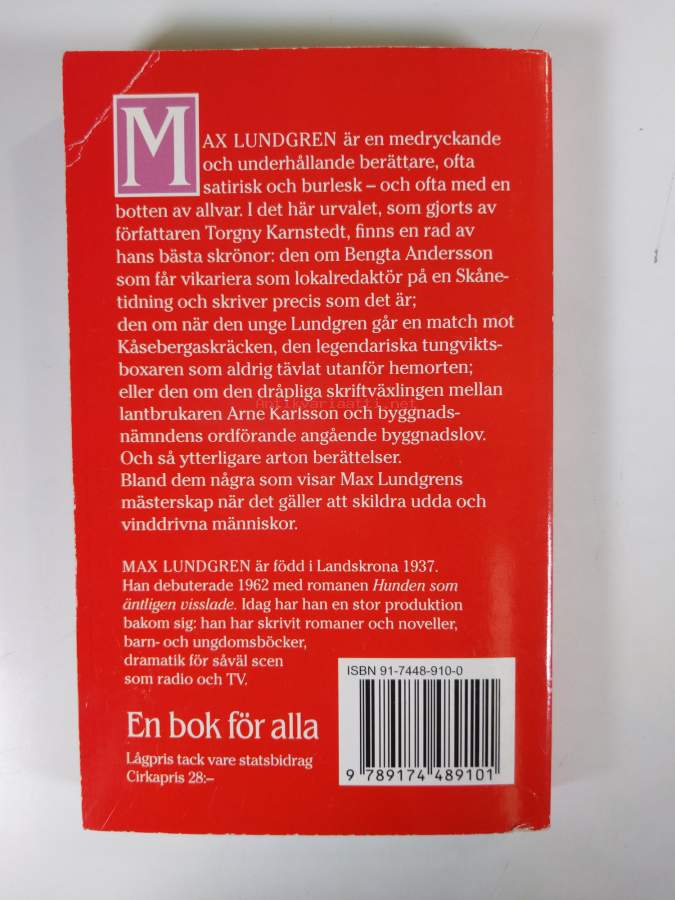 MAX LUNDGREN är en medryckande
och underhållande berättare, ofta
satirisk och burlesk – och ofta med en
botten av allvar. I det här urvalet, som gjorts av
författaren Torgny Karnstedt, finns en rad av
hans bästa skrönor: den om Bengta Andersson
som får vikariera som lokalredaktör på en Skåne-
tidning och skriver precis som det är;
den om när den unge Lundgren går en match mot
Kåsebergaskräcken, den legendariska tungvikts-
boxaren som aldrig tävlat utanför hemorten;
eller den om den dråpliga skriftväxlingen mellan
Antikvariaatti.net
lantbrukaren Arne Karlsson och byggnads-
nämndens ordförande angående byggnadslov.
Och så ytterligare arton berättelser.
Bland dem några som visar Max Lundgrens
mästerskap när det gäller att skildra udda och
vinddrivna människor.
MAX LUNDGREN är född i Landskrona 1937.
Han debuterade 1962 med romanen Hunden som
äntligen visslade. Idag har han en stor produktion
bakom sig: han har skrivit romaner och noveller,
barn- och ungdomsböcker,
dramatik för såväl scen
som radio och TV.
En bok för alla
Lågpris tack vare statsbidrag
Cirkapris 28:–
ISBN 91-7448-910-0
9 789174 489101